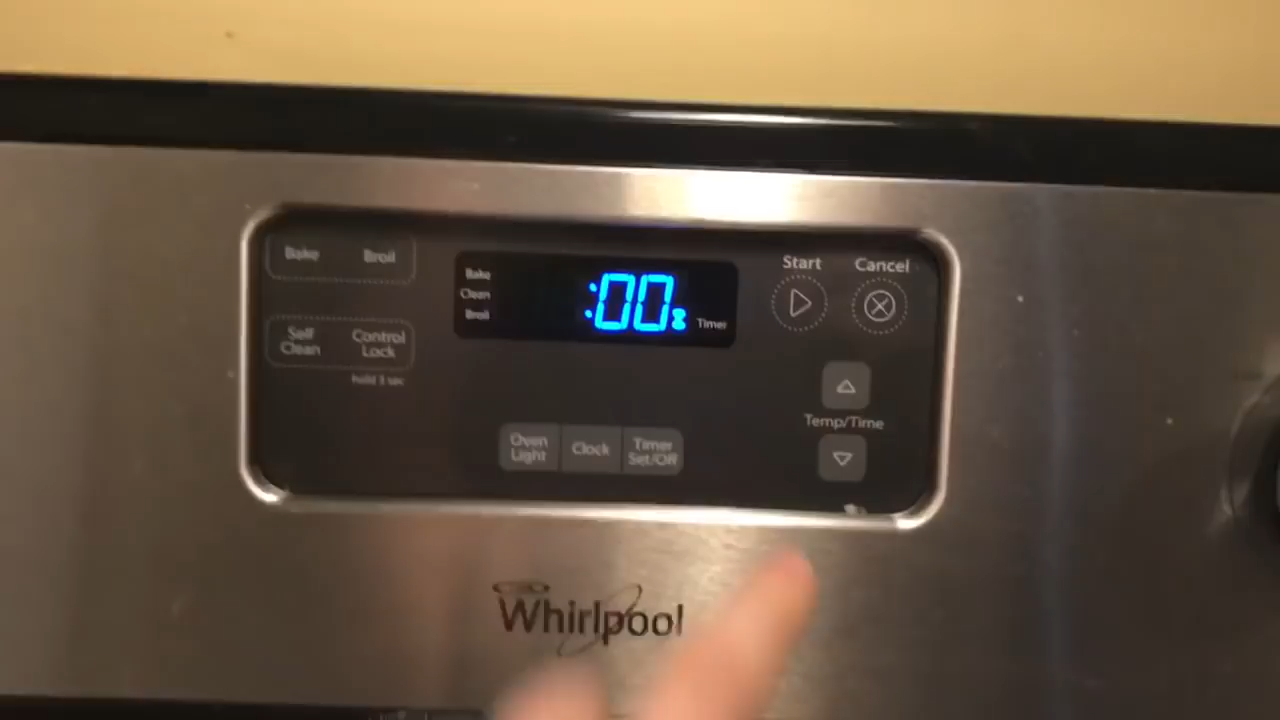 Bake Broil
Self Clean
Control Lock
hold 3 sec
Bake
Clean
Broil
:00
Timer
Start
Cancel
Temp/Time
Oven Light
Clock
Timer Set/Off
Whirlpool